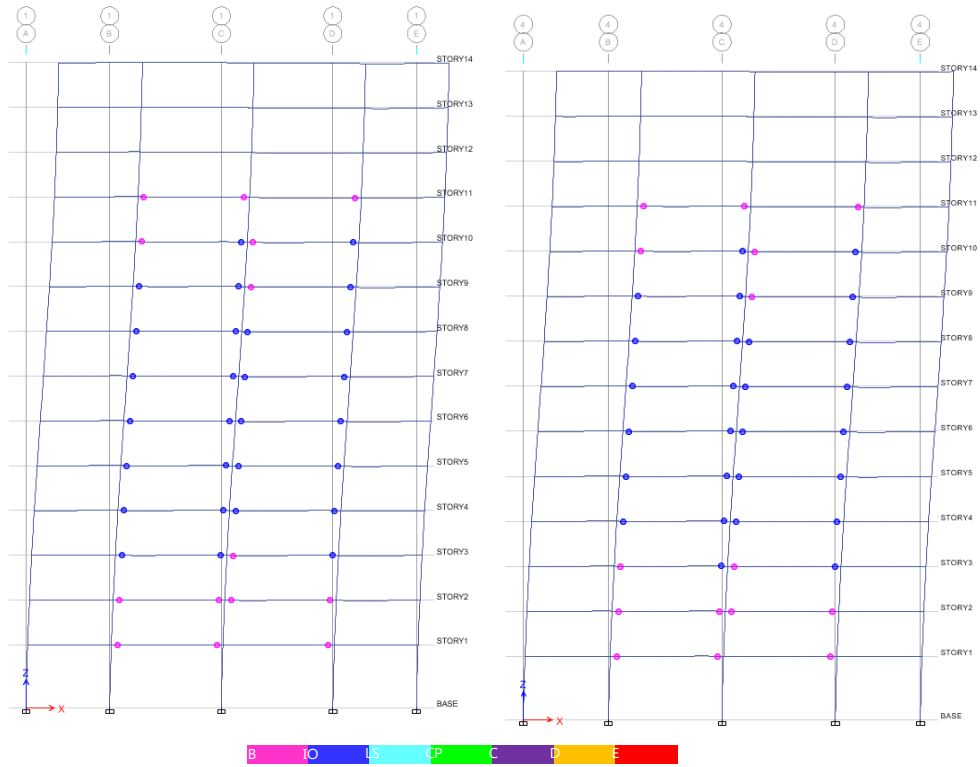 1 1 1 1 1
A B C D E
STORY14
STORY13
STORY12
STORY11
STORY10
STORY9
STORY8
STORY7
STORY6
STORY5
STORY4
STORY3
STORY2
STORY1
Z
X
BASE
4 4 4 4 4
A B C D E
STORY14
STORY13
STORY12
STORY11
STORY10
STORY9
STORY8
STORY7
STORY6
STORY5
STORY4
STORY3
STORY2
STORY1
Z
X
BASE
B IO LS CP C D E